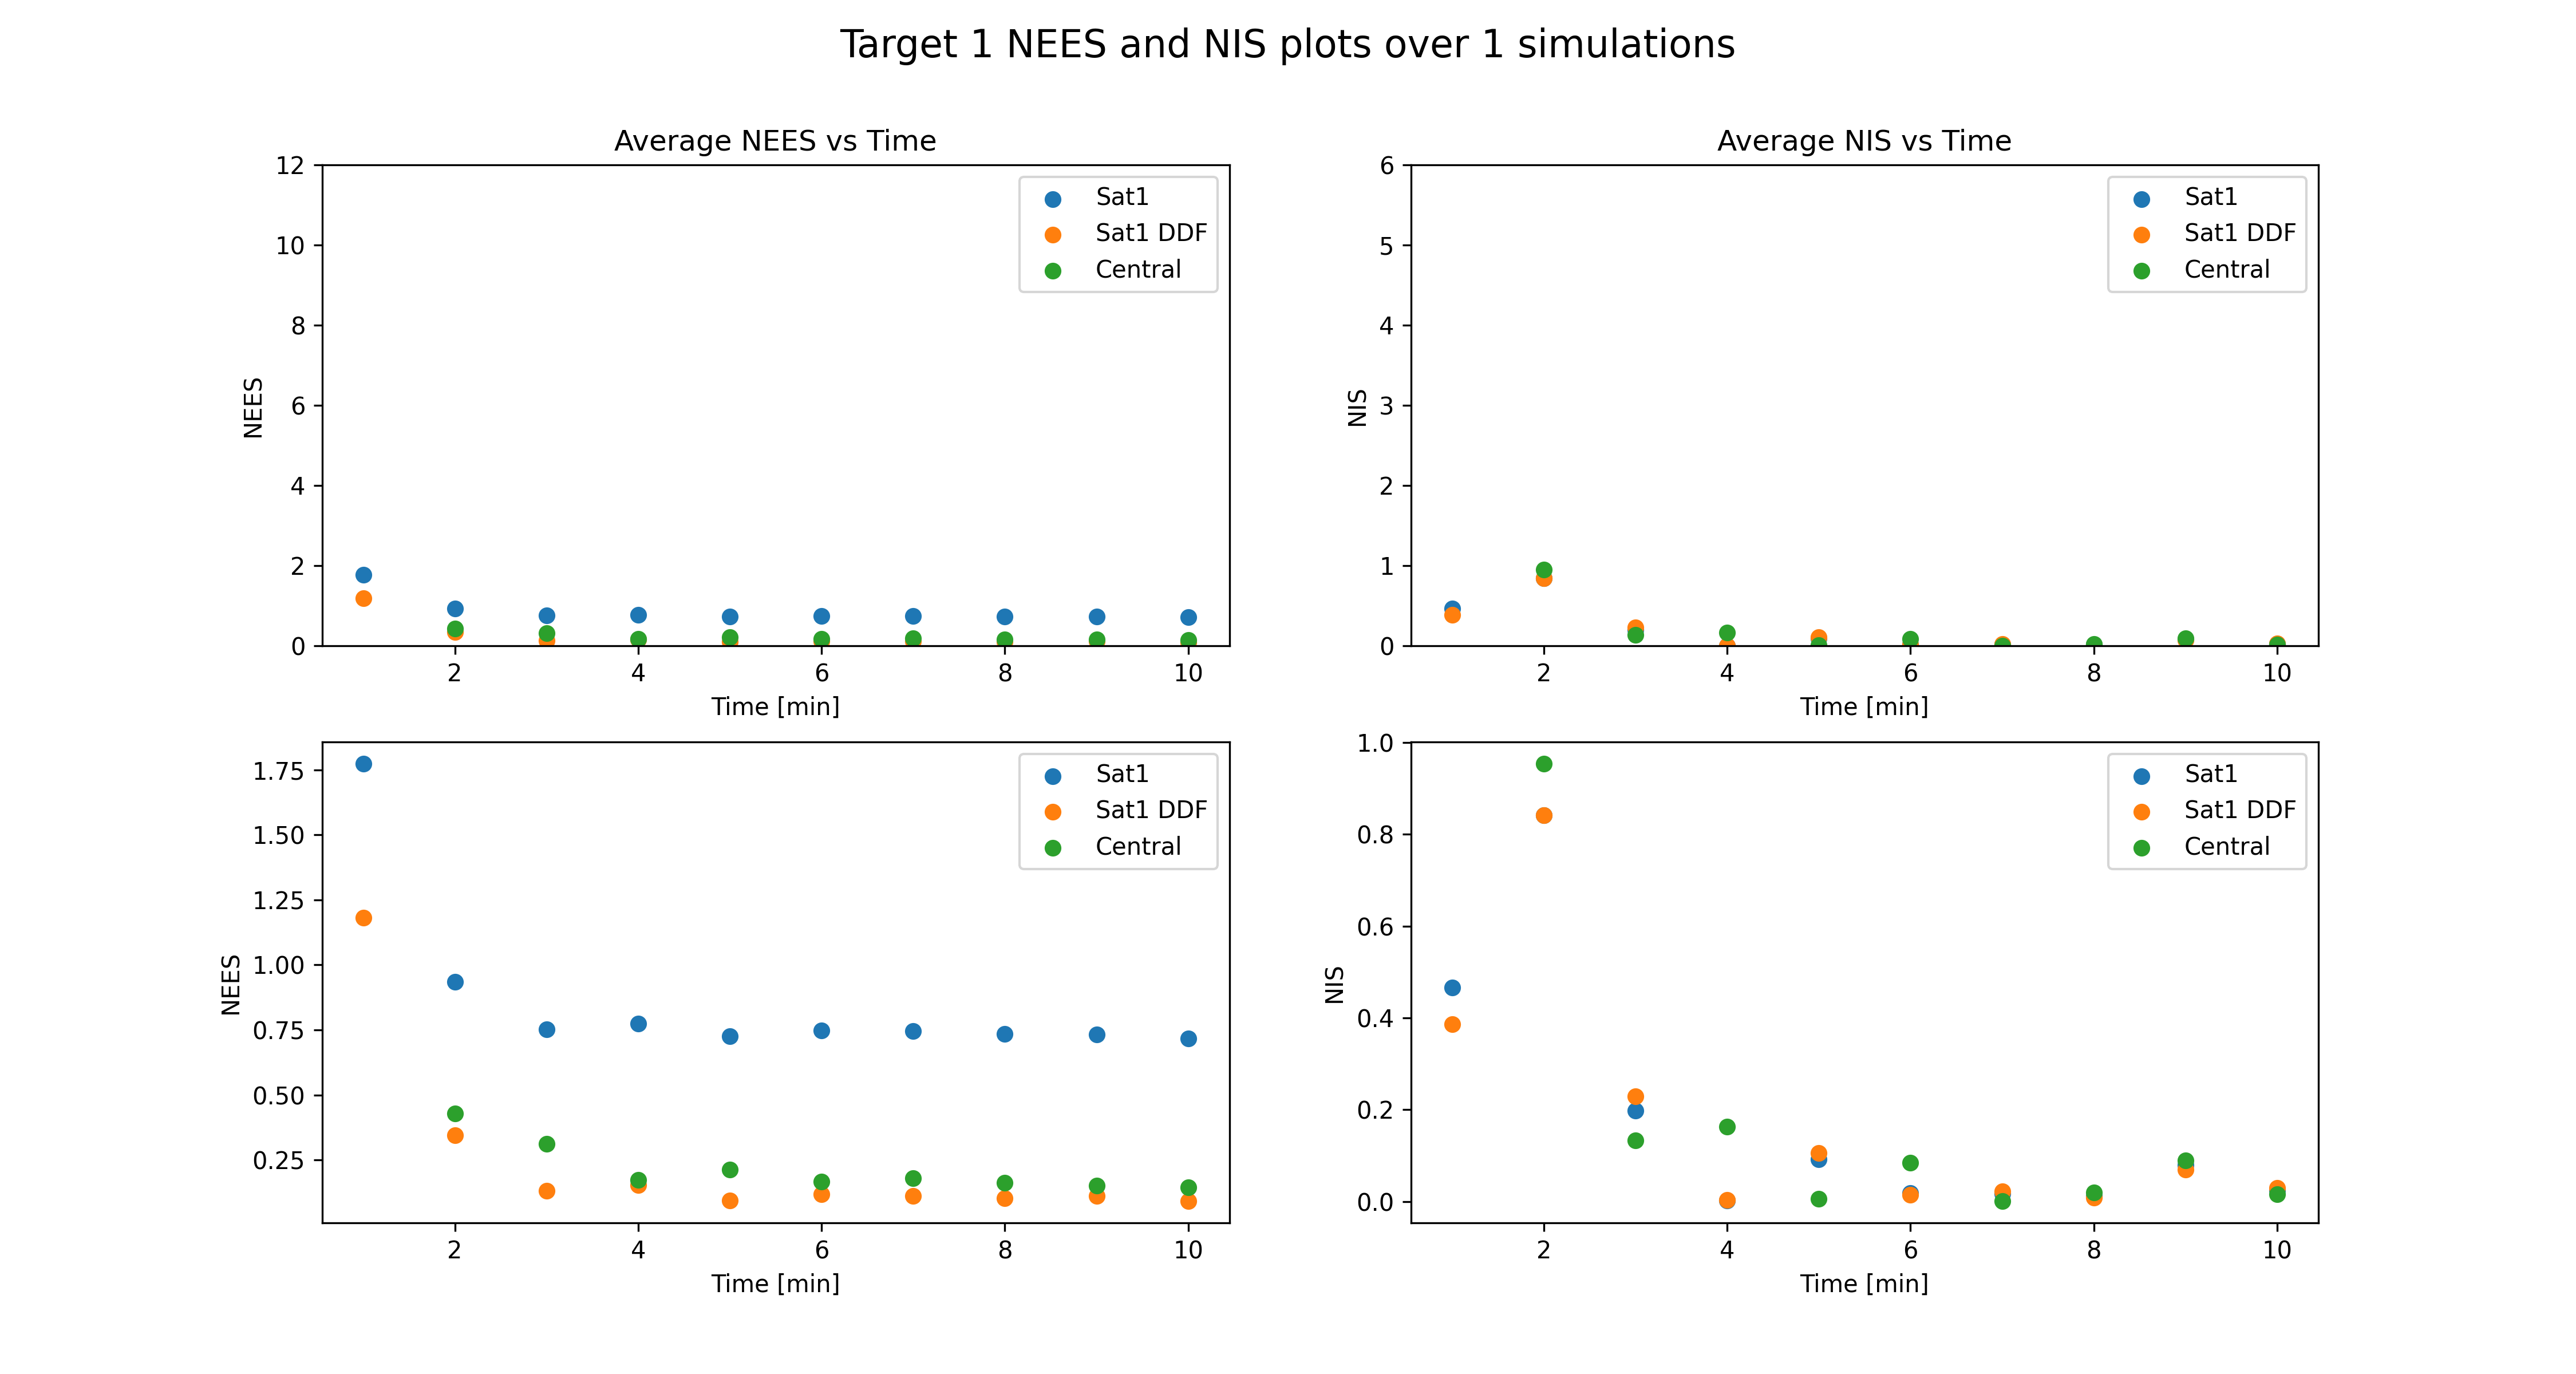 Target 1 NEES and NIS plots over 1 simulations
Average NEES vs Time
12
10
8
6
4
2
0
NEES
2
4
6
8
10
Time [min]
Sat1
Sat1 DDF
Central
Average NIS vs Time
6
5
4
3
2
1
0
NIS
2
4
6
8
10
Time [min]
Sat1
Sat1 DDF
Central
1.75
1.50
1.25
1.00
0.75
0.50
0.25
NEES
2
4
6
8
10
Time [min]
Sat1
Sat1 DDF
Central
1.0
0.8
0.6
0.4
0.2
0.0
NIS
2
4
6
8
10
Time [min]
Sat1
Sat1 DDF
Central